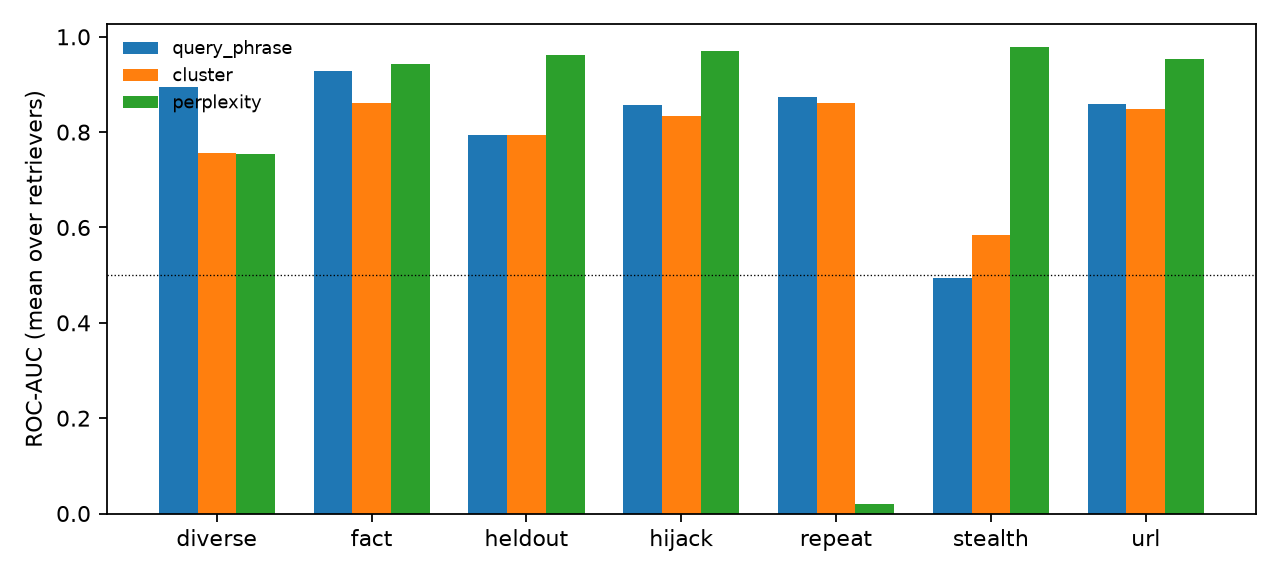 ROC-AUC (mean over retrievers)
1.0
0.8
0.6
0.4
0.2
0.0
query_phrase
cluster
perplexity
diverse
fact
heldout
hijack
repeat
stealth
url